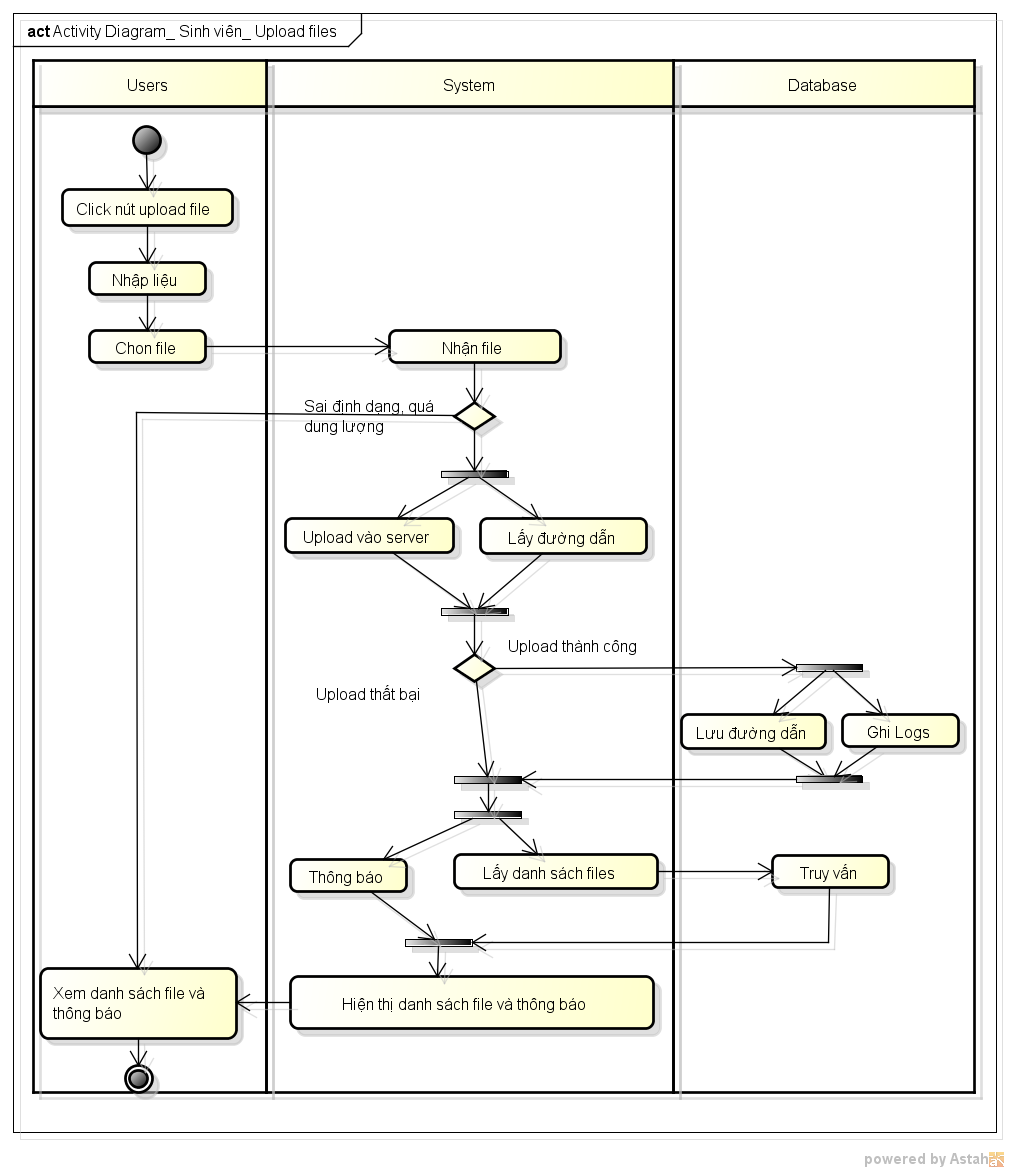 act Activity Diagram_ Sinh viên_ Upload files
Users
System
Database
Click nút upload file
Nhập liệu
Chon file
Nhận file
Sai định dạng, quá
dung lượng
Upload vào server
Lấy đường dẫn
Upload thành công
Upload thất bại
Lưu đường dẫn
Ghi Logs
Thông báo
Lấy danh sách files
Truy vấn
Xem danh sách file và
thông báo
Hiện thị danh sách file và thông báo
powered by Astah